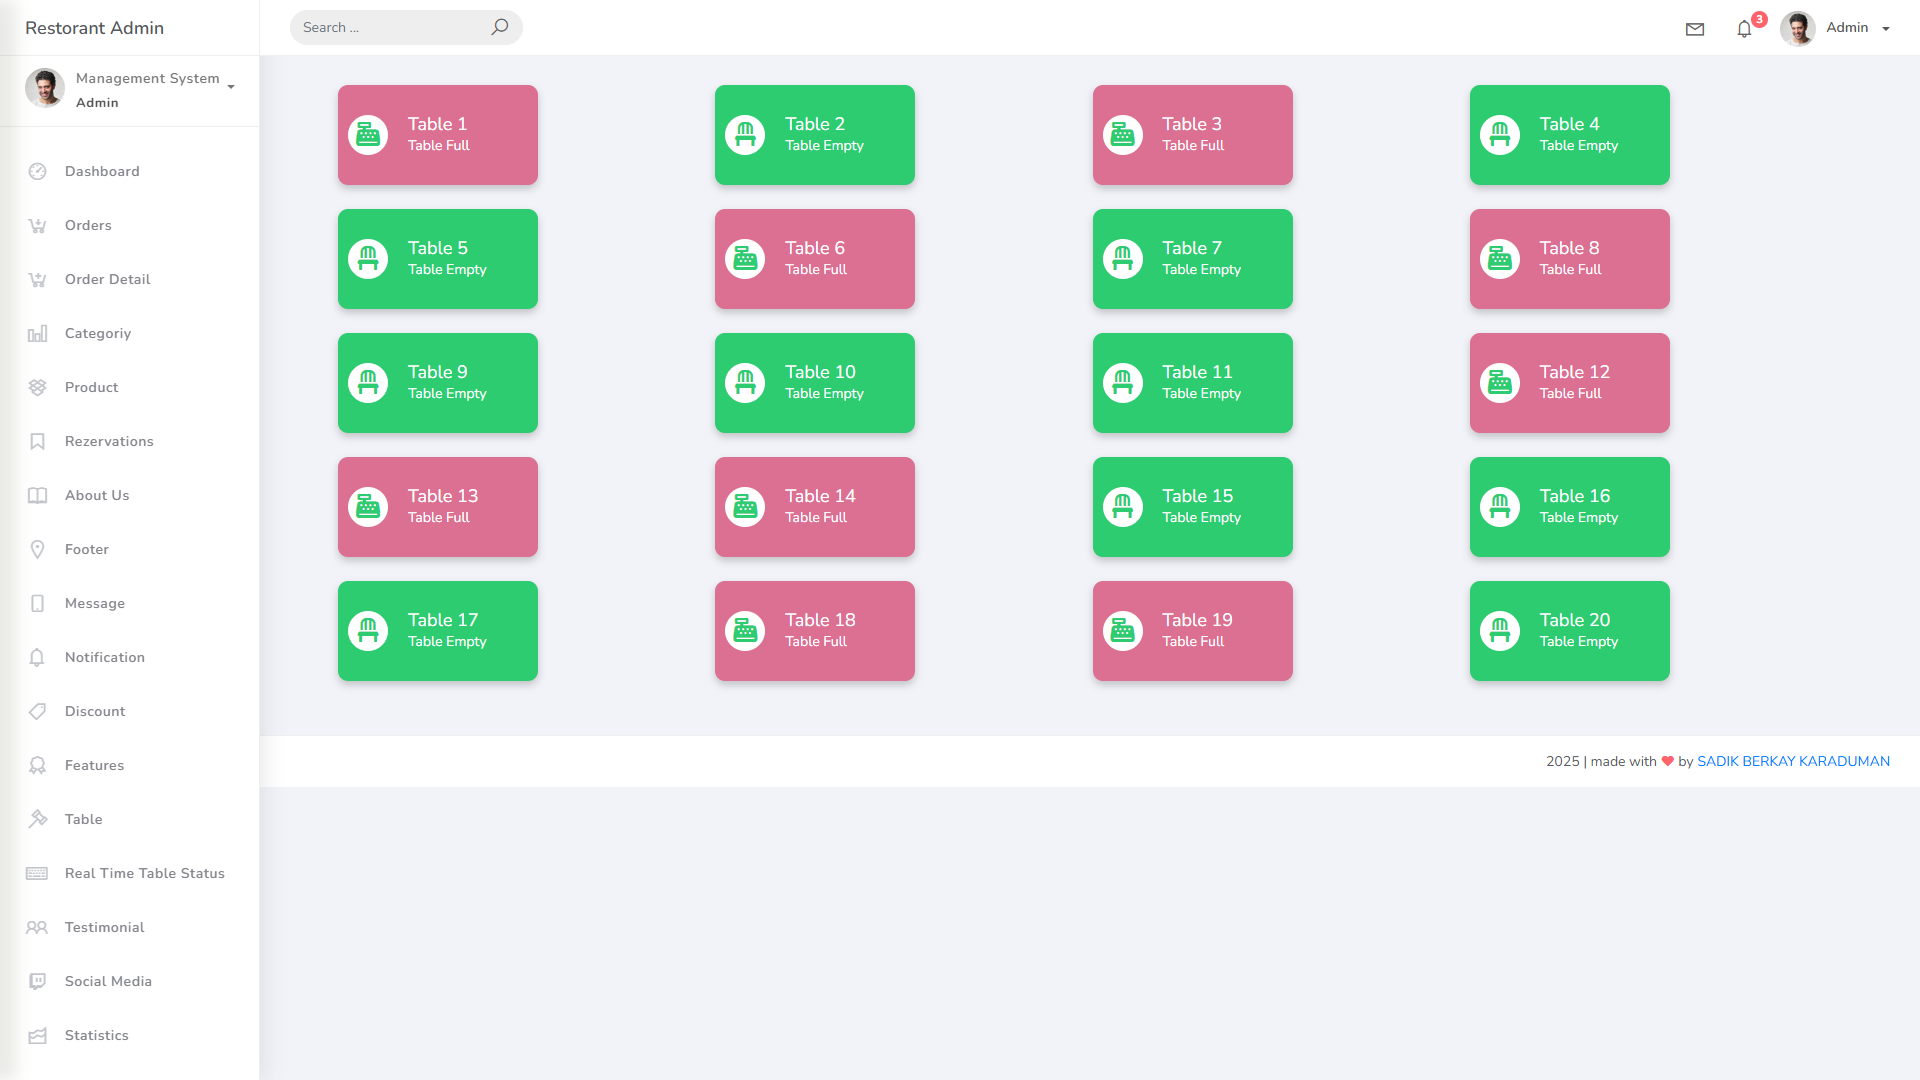 Restorant Admin
Search ...
3
Admin
Management System
Admin
Dashboard
Orders
Order Detail
Categoriy
Product
Rezervations
About Us
Footer
Message
Notification
Discount
Features
Table
Real Time Table Status
Testimonial
Social Media
Statistics
Table 1
Table Full
Table 2
Table Empty
Table 3
Table Full
Table 4
Table Empty
Table 5
Table Empty
Table 6
Table Full
Table 7
Table Empty
Table 8
Table Full
Table 9
Table Empty
Table 10
Table Empty
Table 11
Table Empty
Table 12
Table Full
Table 13
Table Full
Table 14
Table Full
Table 15
Table Empty
Table 16
Table Empty
Table 17
Table Empty
Table 18
Table Full
Table 19
Table Full
Table 20
Table Empty
2025 | made with ❤ by SADIK BERKAY KARADUMAN